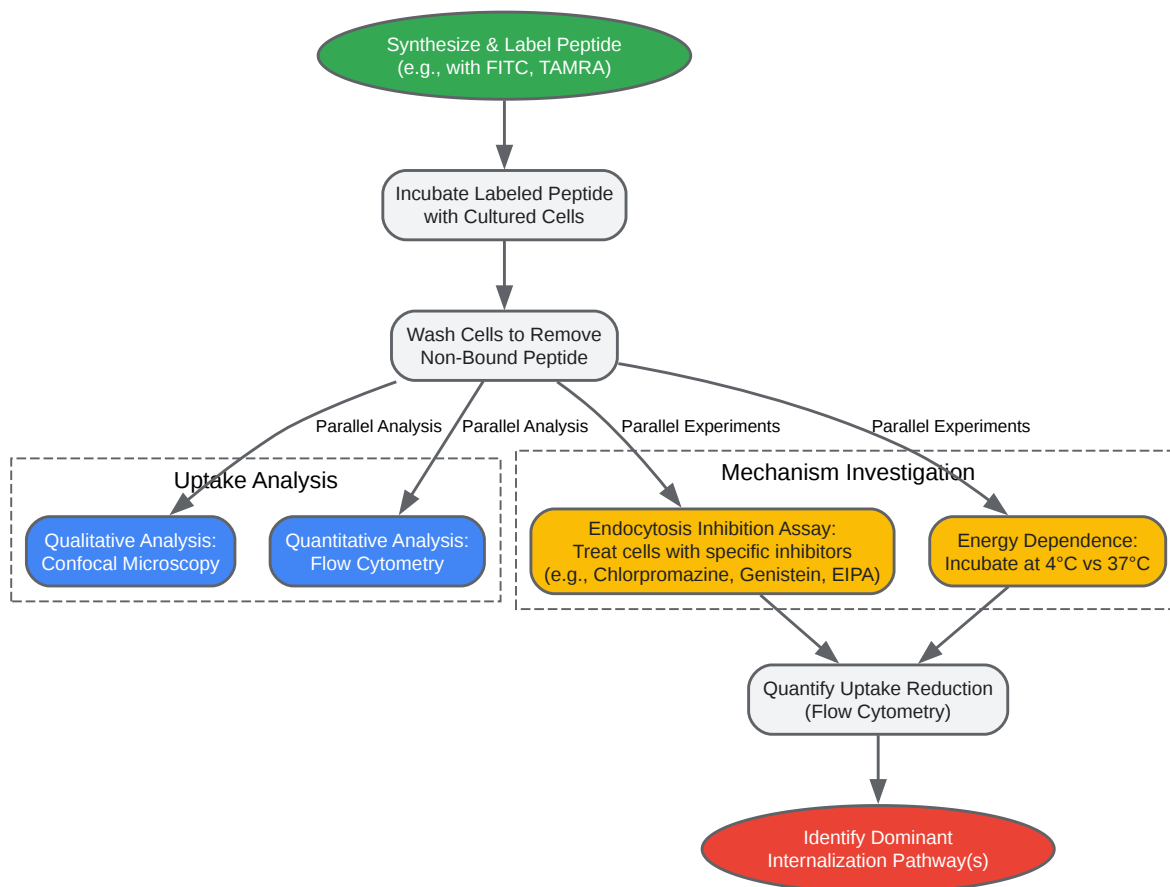 Synthesize & Label Peptide
(e.g., with FITC, TAMRA)
Incubate Labeled Peptide
with Cultured Cells
Wash Cells to Remove
Non-Bound Peptide
Parallel Analysis
Parallel Analysis
Parallel Experiments
Parallel Experiments
Uptake Analysis
Mechanism Investigation
Qualitative Analysis:
Confocal Microscopy
Quantitative Analysis:
Flow Cytometry
Endocytosis Inhibition Assay:
Treat cells with specific inhibitors
(e.g., Chlorpromazine, Genistein, EIPA)
Energy Dependence:
Incubate at 4°C vs 37°C
Quantify Uptake Reduction
(Flow Cytometry)
Identify Dominant
Internalization Pathway(s)